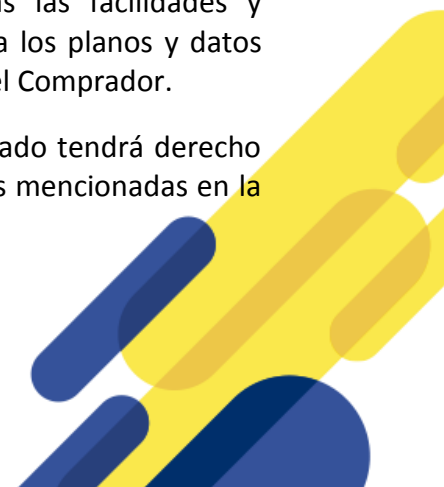 las facilidades y
a los planos y datos
el Comprador.
ado tendrá derecho
s mencionadas en la